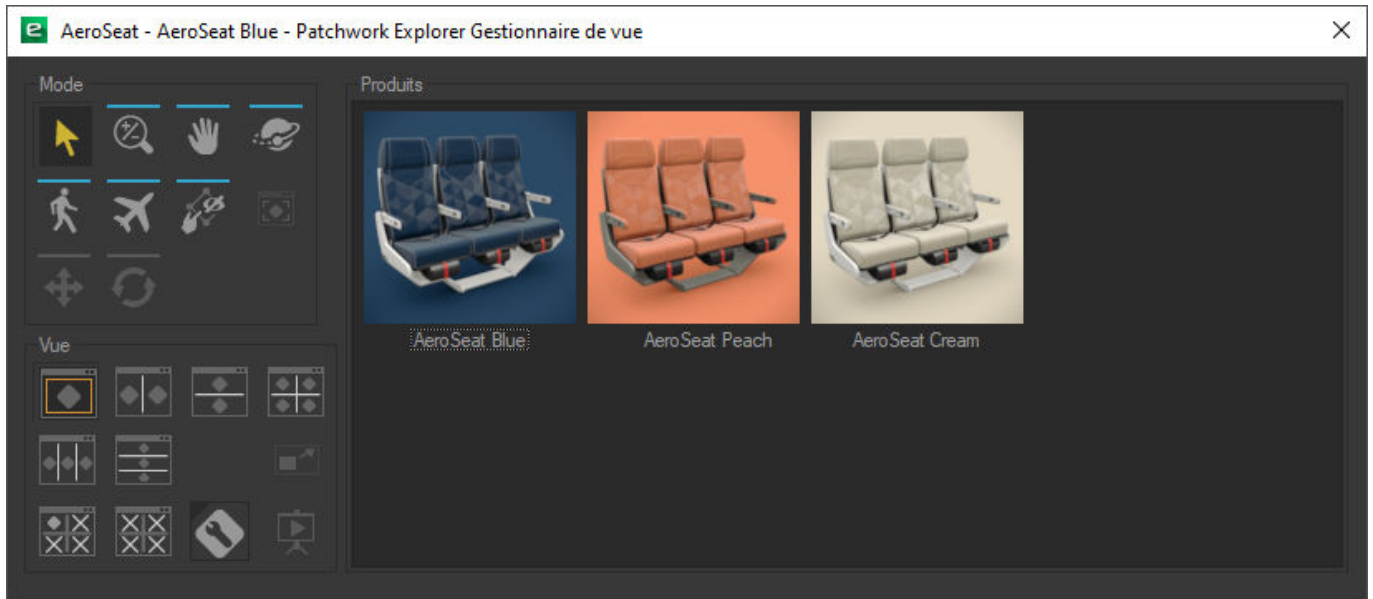 AeroSeat - AeroSeat Blue - Patchwork Explorer Gestionnaire de vue
Mode
Produits
AeroSeat Blue
AeroSeat Peach
AeroSeat Cream
Vue